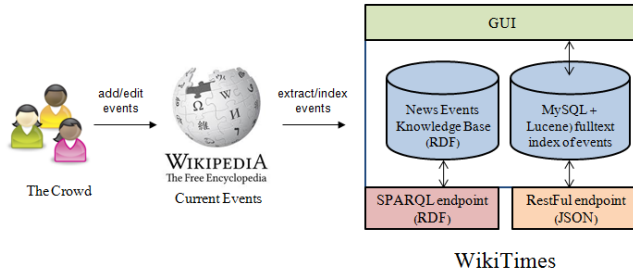 The Crowd
add/edit
events
Ω
W
И
WIKIPEDIA
The Free Encyclopedia
Current Events
extract/index
events
GUI
News Events
Knowledge Base
(RDF)
MySQL +
Lucene) fulltext
index of events
SPARQL endpoint
(RDF)
RestFul endpoint
(JSON)
WikiTimes